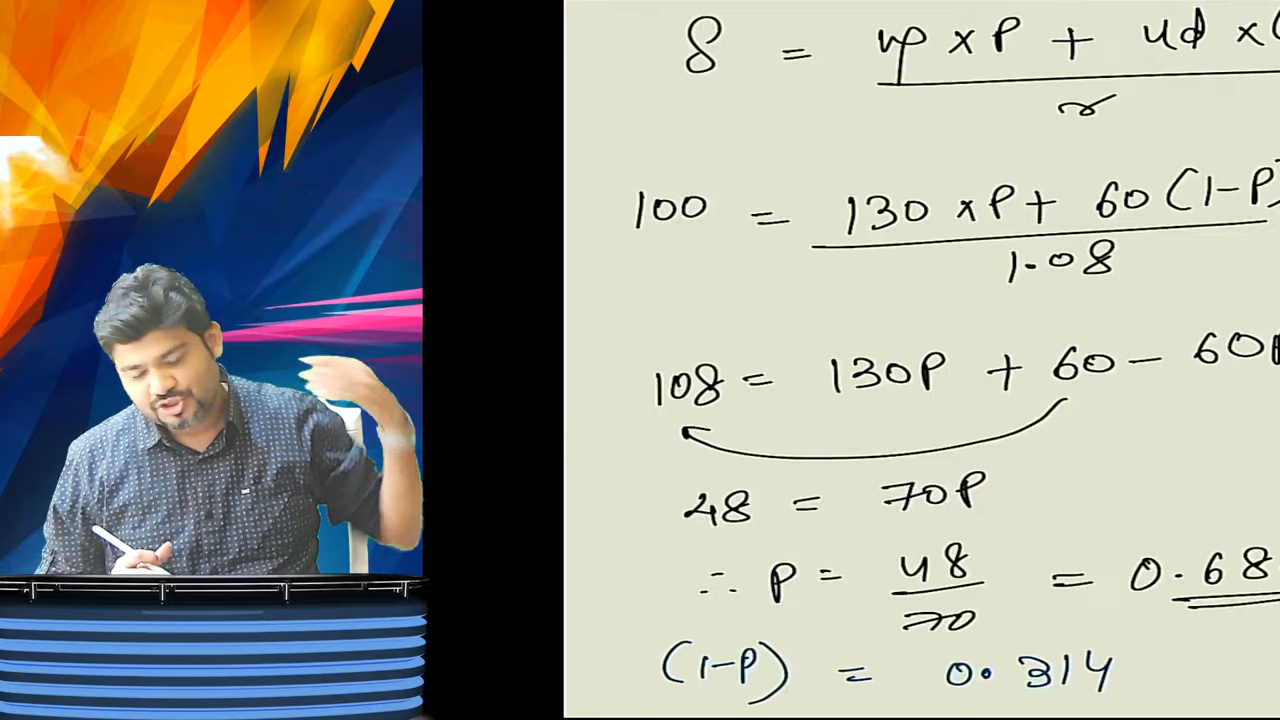 8 = up x P + ud x (
r
100 = 130 x P + 60 (1-P)
1.08
108 = 130P + 60 - 60P
48 = 70P
∴ P = 48 = 0.68
70
(1-P) = 0.314